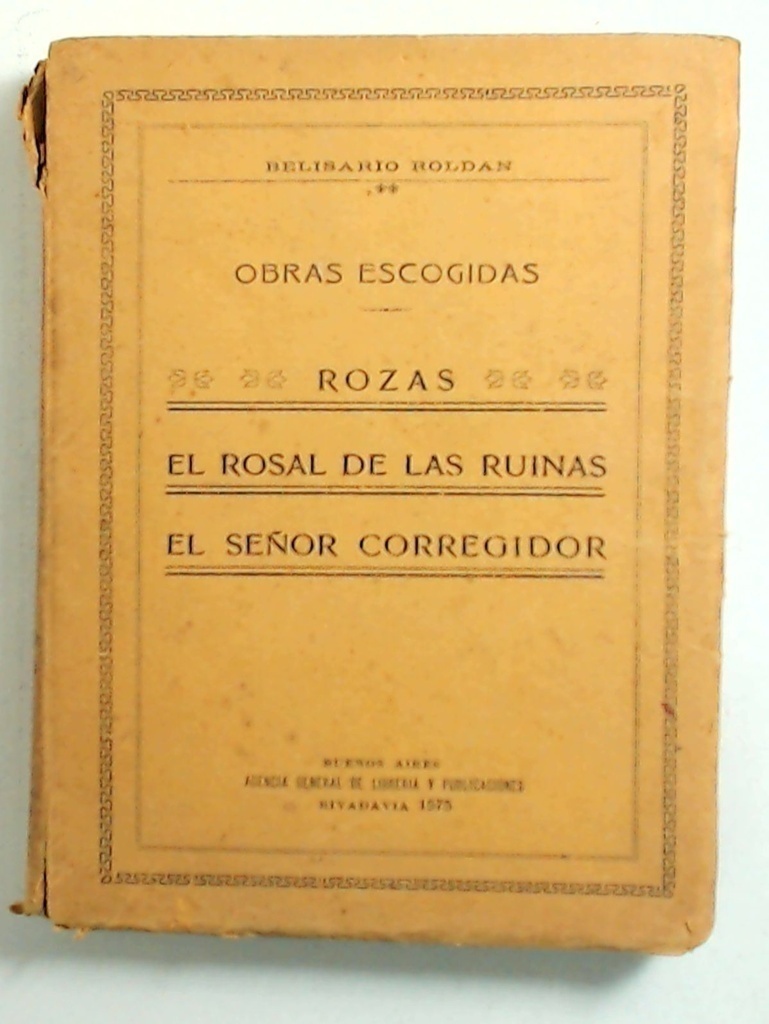 BELISARIO ROLDAN
**
OBRAS ESCOGIDAS
ROZAS
EL ROSAL DE LAS RUINAS
EL SEÑOR CORREGIDOR
BUENOS AIRES
AGENCIA GENERAL DE LIBRERIA Y PUBLICACIONES
RIVADAVIA 1573